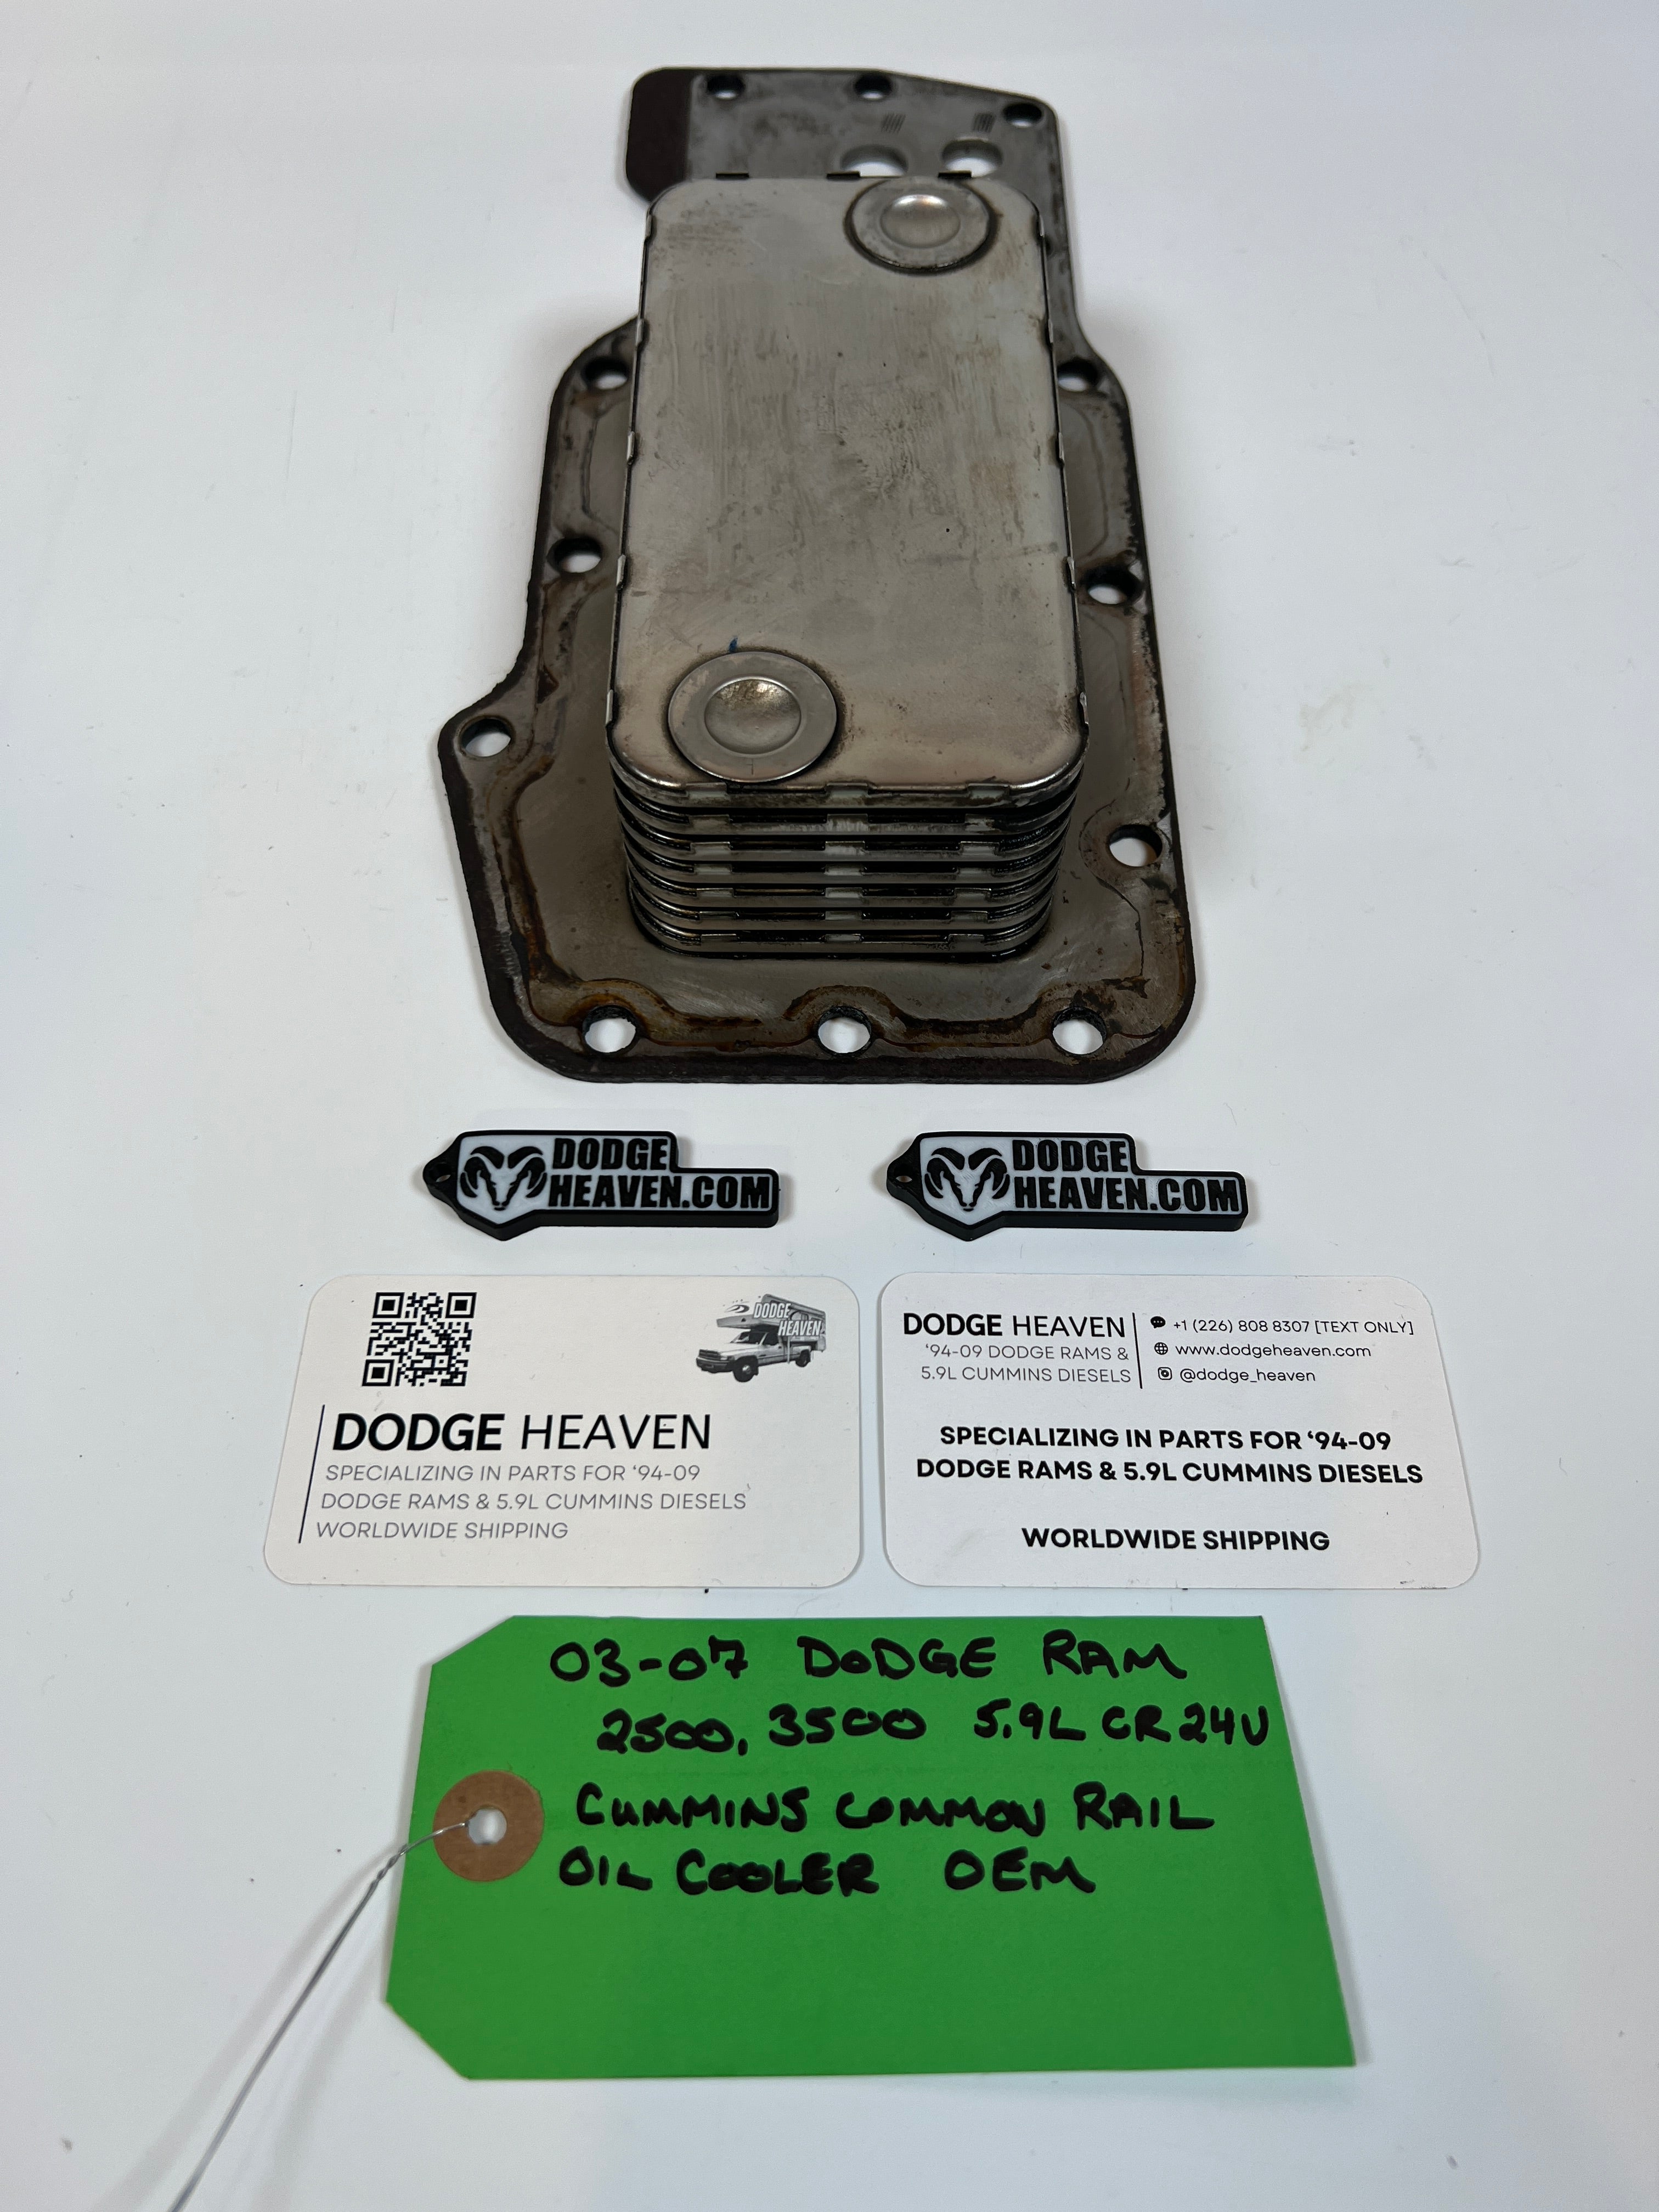 DODGE
HEAVEN.COM
DODGE
HEAVEN.COM
DODGE
HEAVEN
DODGE HEAVEN
SPECIALIZING IN PARTS FOR ‘94-09
DODGE RAMS & 5.9L CUMMINS DIESELS
WORLDWIDE SHIPPING
DODGE HEAVEN
‘94-09 DODGE RAMS &
5.9L CUMMINS DIESELS
+1 (226) 808 8307 [TEXT ONLY]
www.dodgeheaven.com
@dodge_heaven
SPECIALIZING IN PARTS FOR ‘94-09
DODGE RAMS & 5.9L CUMMINS DIESELS
WORLDWIDE SHIPPING
03-07 DODGE RAM
2500, 3500 5.9L CR 24V
CUMMINS COMMON RAIL
OIL COOLER OEM